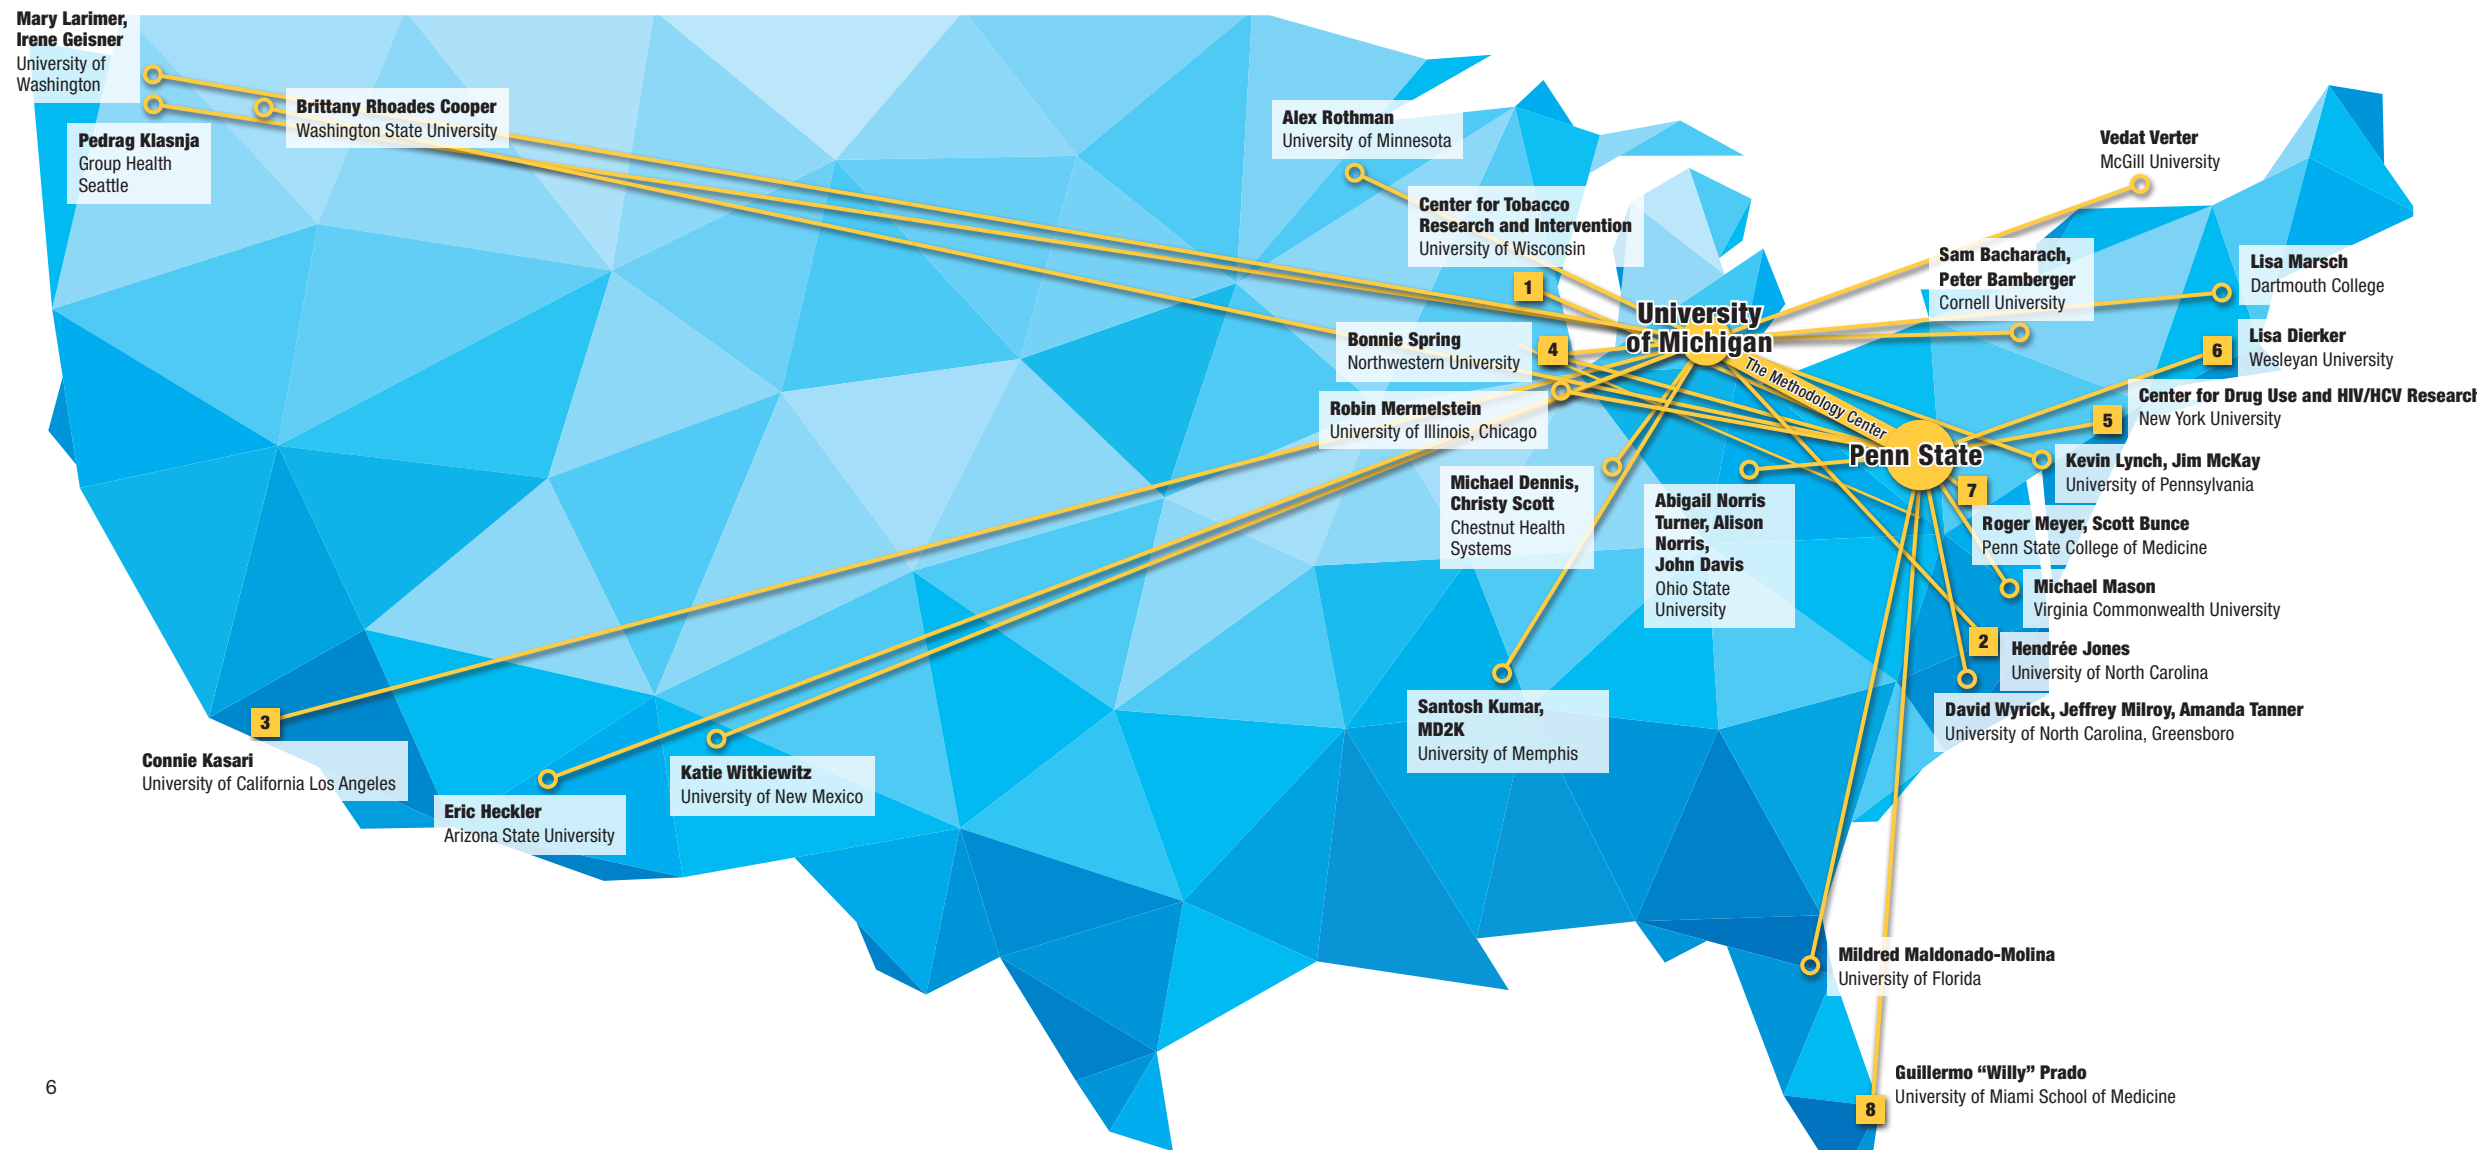 Mary Larimer,
Irene Geisner
University of
Washington
Pedrag Klasnja
Group Health
Seattle
Brittany Rhoades Cooper
Washington State University
Alex Rothman
University of Minnesota
Center for Tobacco
Research and Intervention
University of Wisconsin
1
Bonnie Spring
Northwestern University
4
Robin Mermelstein
University of Illinois, Chicago
University
of Michigan
The Methodology Center
Penn State
Vedat Verter
McGill University
Sam Bacharach,
Peter Bamberger
Cornell University
Lisa Marsch
Dartmouth College
6
Lisa Dierker
Wesleyan University
5
Center for Drug Use and HIV/HCV Research
New York University
Kevin Lynch, Jim McKay
University of Pennsylvania
7
Roger Meyer, Scott Bunce
Penn State College of Medicine
Michael Mason
Virginia Commonwealth University
2
Hendrée Jones
University of North Carolina
David Wyrick, Jeffrey Milroy, Amanda Tanner
University of North Carolina, Greensboro
Michael Dennis,
Christy Scott
Chestnut Health
Systems
Abigail Norris
Turner, Alison
Norris,
John Davis
Ohio State
University
Santosh Kumar,
MD2K
University of Memphis
3
Connie Kasari
University of California Los Angeles
Eric Heckler
Arizona State University
Katie Witkiewitz
University of New Mexico
Mildred Maldonado-Molina
University of Florida
Guillermo “Willy” Prado
University of Miami School of Medicine
8
6